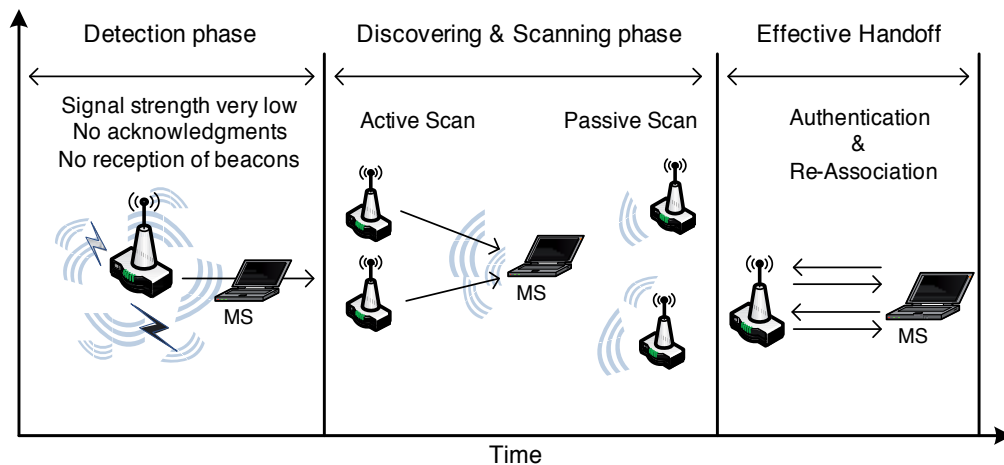 Detection phase
Discovering & Scanning phase
Effective Handoff
Signal strength very low
No acknowledgments
No reception of beacons
Active Scan
Passive Scan
Authentication
&
Re-Association
MS
MS
MS
Time